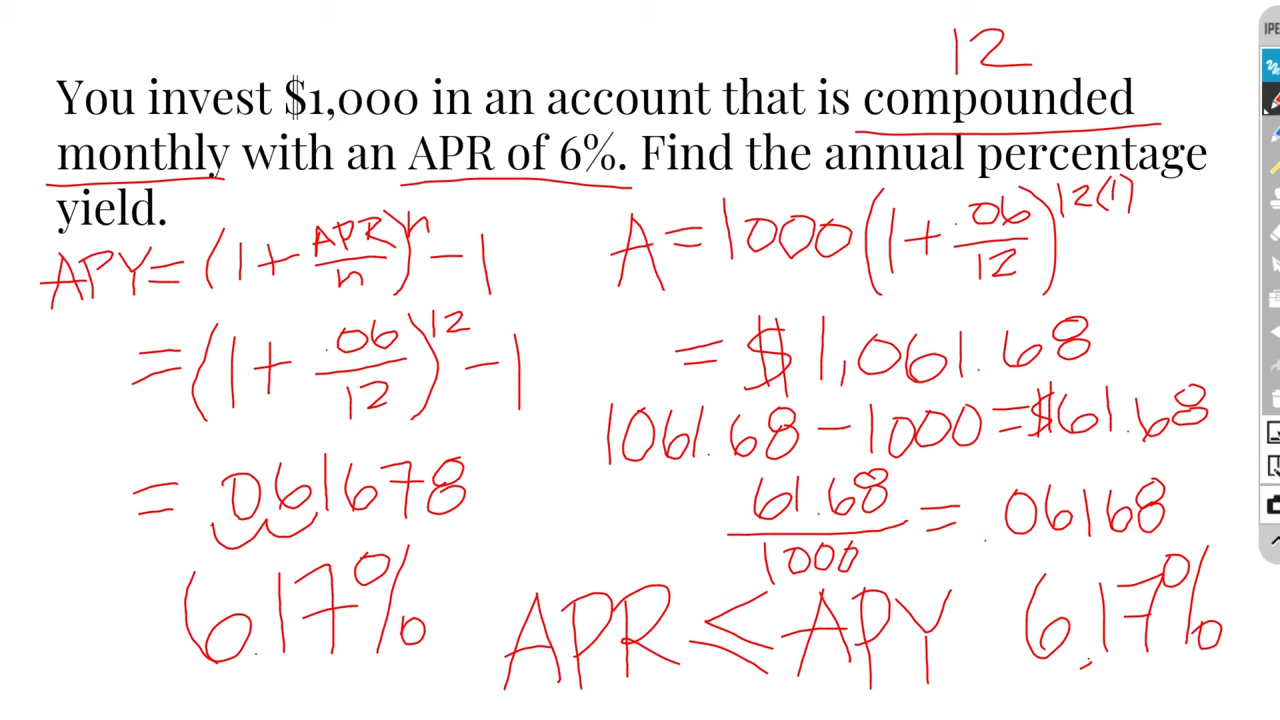 12
You invest $1,000 in an account that is compounded
monthly with an APR of 6%. Find the annual percentage
yield.
APY = (1 + APR/n)^n - 1
= (1 + .06/12)^12 - 1
= .061678
6.17%
A = 1000(1 + .06/12)^12(1)
= $1,061.68
1061.68 - 1000 = $61.68
61.68/1000 = .06168
6.17%
APR < APY
IPE